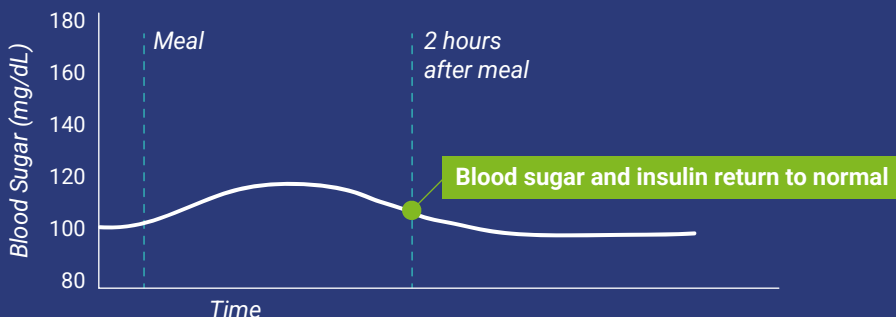 180
160
140
120
100
80
Blood Sugar (mg/dL)
Meal
2 hours
after meal
Blood sugar and insulin return to normal
Time